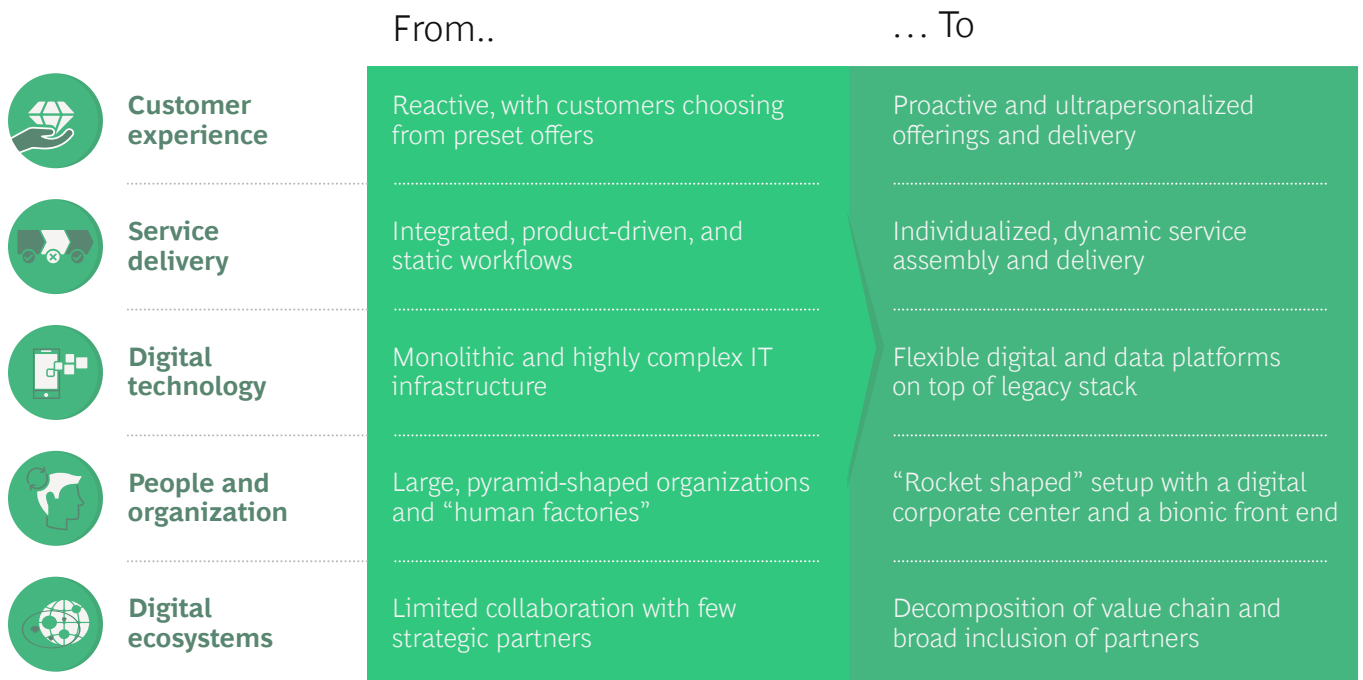 From..
… To
Customer
experience
Reactive, with customers choosing
from preset offers
Proactive and ultrapersonalized
offerings and delivery
Service
delivery
Integrated, product-driven, and
static workflows
Individualized, dynamic service
assembly and delivery
Digital
technology
Monolithic and highly complex IT
infrastructure
Flexible digital and data platforms
on top of legacy stack
People and
organization
Large, pyramid-shaped organizations
and “human factories”
“Rocket shaped” setup with a digital
corporate center and a bionic front end
Digital
ecosystems
Limited collaboration with few
strategic partners
Decomposition of value chain and
broad inclusion of partners